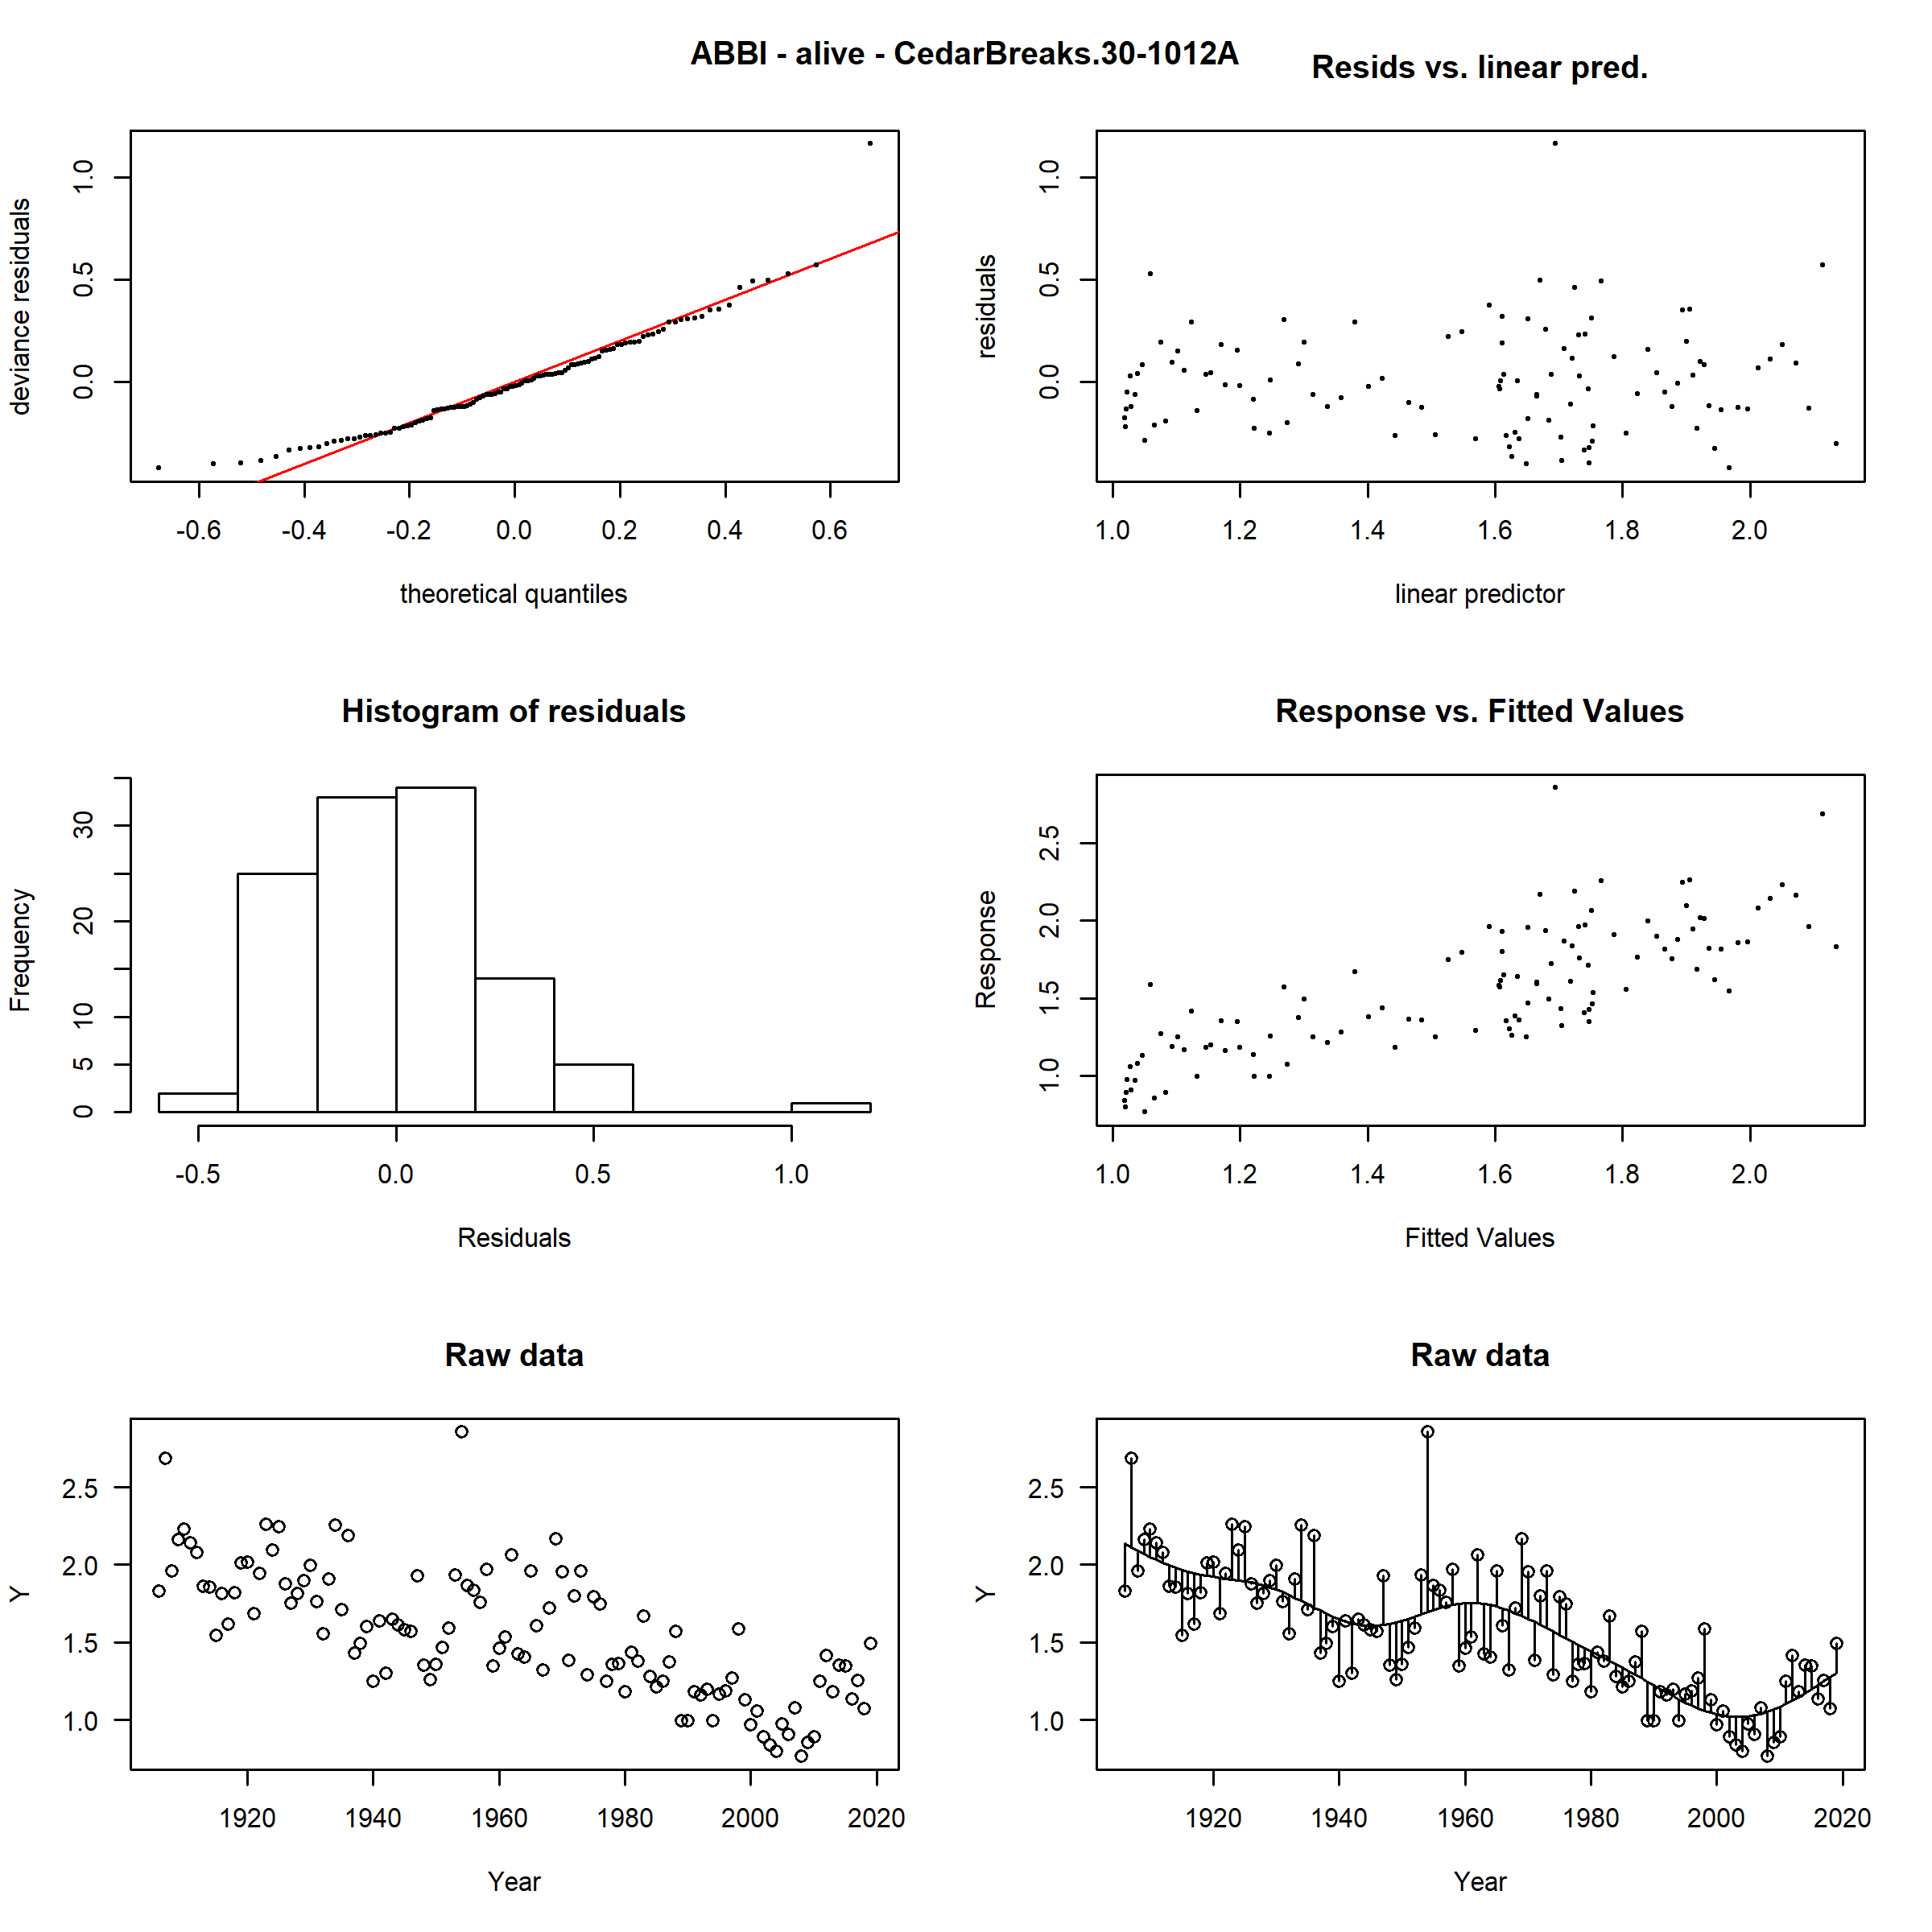 ABBI - alive - CedarBreaks.30-1012A
Resids vs. linear pred.
deviance residuals
0.0 0.5 1.0
-0.6 -0.4 -0.2 0.0 0.2 0.4 0.6
theoretical quantiles
residuals
0.0 0.5 1.0
1.0 1.2 1.4 1.6 1.8 2.0
linear predictor
Histogram of residuals
Frequency
0 5 10 20 30
-0.5 0.0 0.5 1.0
Residuals
Response vs. Fitted Values
Response
1.0 1.5 2.0 2.5
1.0 1.2 1.4 1.6 1.8 2.0
Fitted Values
Raw data
Y
2.5
2.0
1.5
1.0
1920 1940 1960 1980 2000 2020
Year
Raw data
Y
2.5
2.0
1.5
1.0
1920 1940 1960 1980 2000 2020
Year